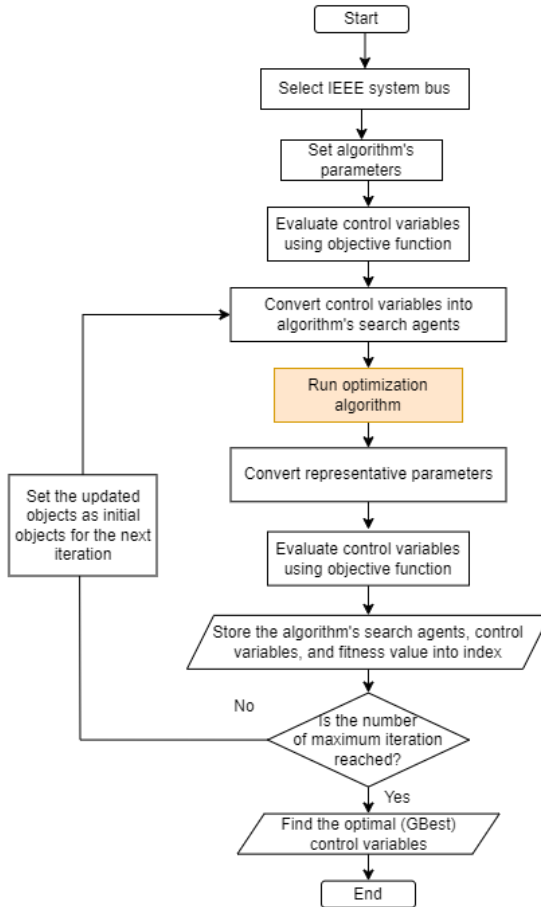 Start
Select IEEE system bus
Set algorithm's
parameters
Evaluate control variables
using objective function
Convert control variables into
algorithm's search agents
Run optimization
algorithm
Convert representative parameters
Set the updated
objects as initial
objects for the next
iteration
Evaluate control variables
using objective function
Store the algorithm's search agents, control
variables, and fitness value into index
No
Is the number
of maximum iteration
reached?
Yes
Find the optimal (GBest)
control variables
End